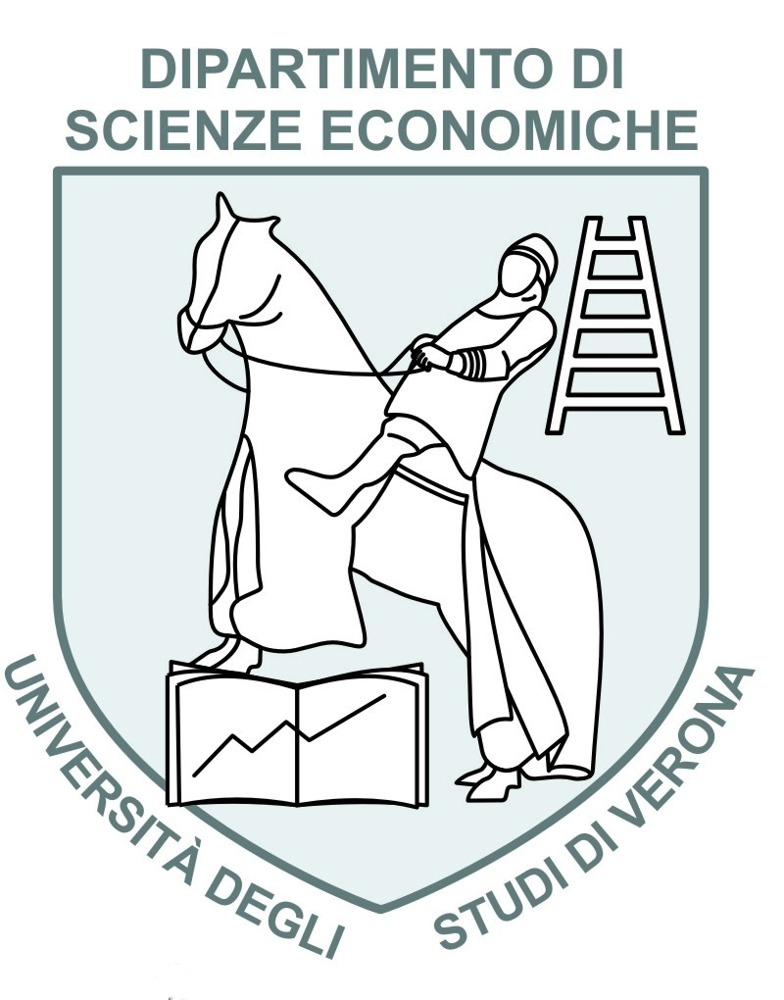 DIPARTIMENTO DI
SCIENZE ECONOMICHE
UNIVERSITÀ DEGLI
STUDI DI VERONA